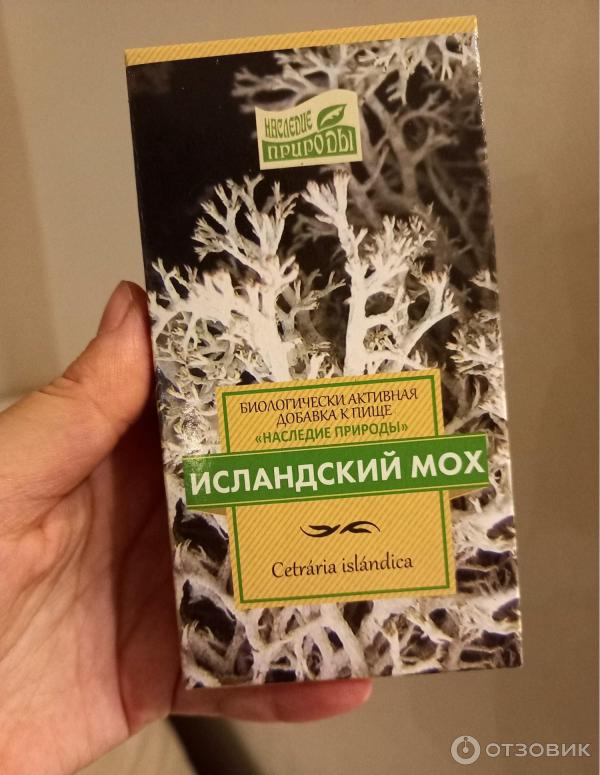 НАСЛЕДИЕ
ПРИРОДЫ
БИОЛОГИЧЕСКИ АКТИВНАЯ
ДОБАВКА К ПИЩЕ
«НАСЛЕДИЕ ПРИРОДЫ»
ИСЛАНДСКИЙ МОХ
Cetrária islándica
ОТЗОВИК